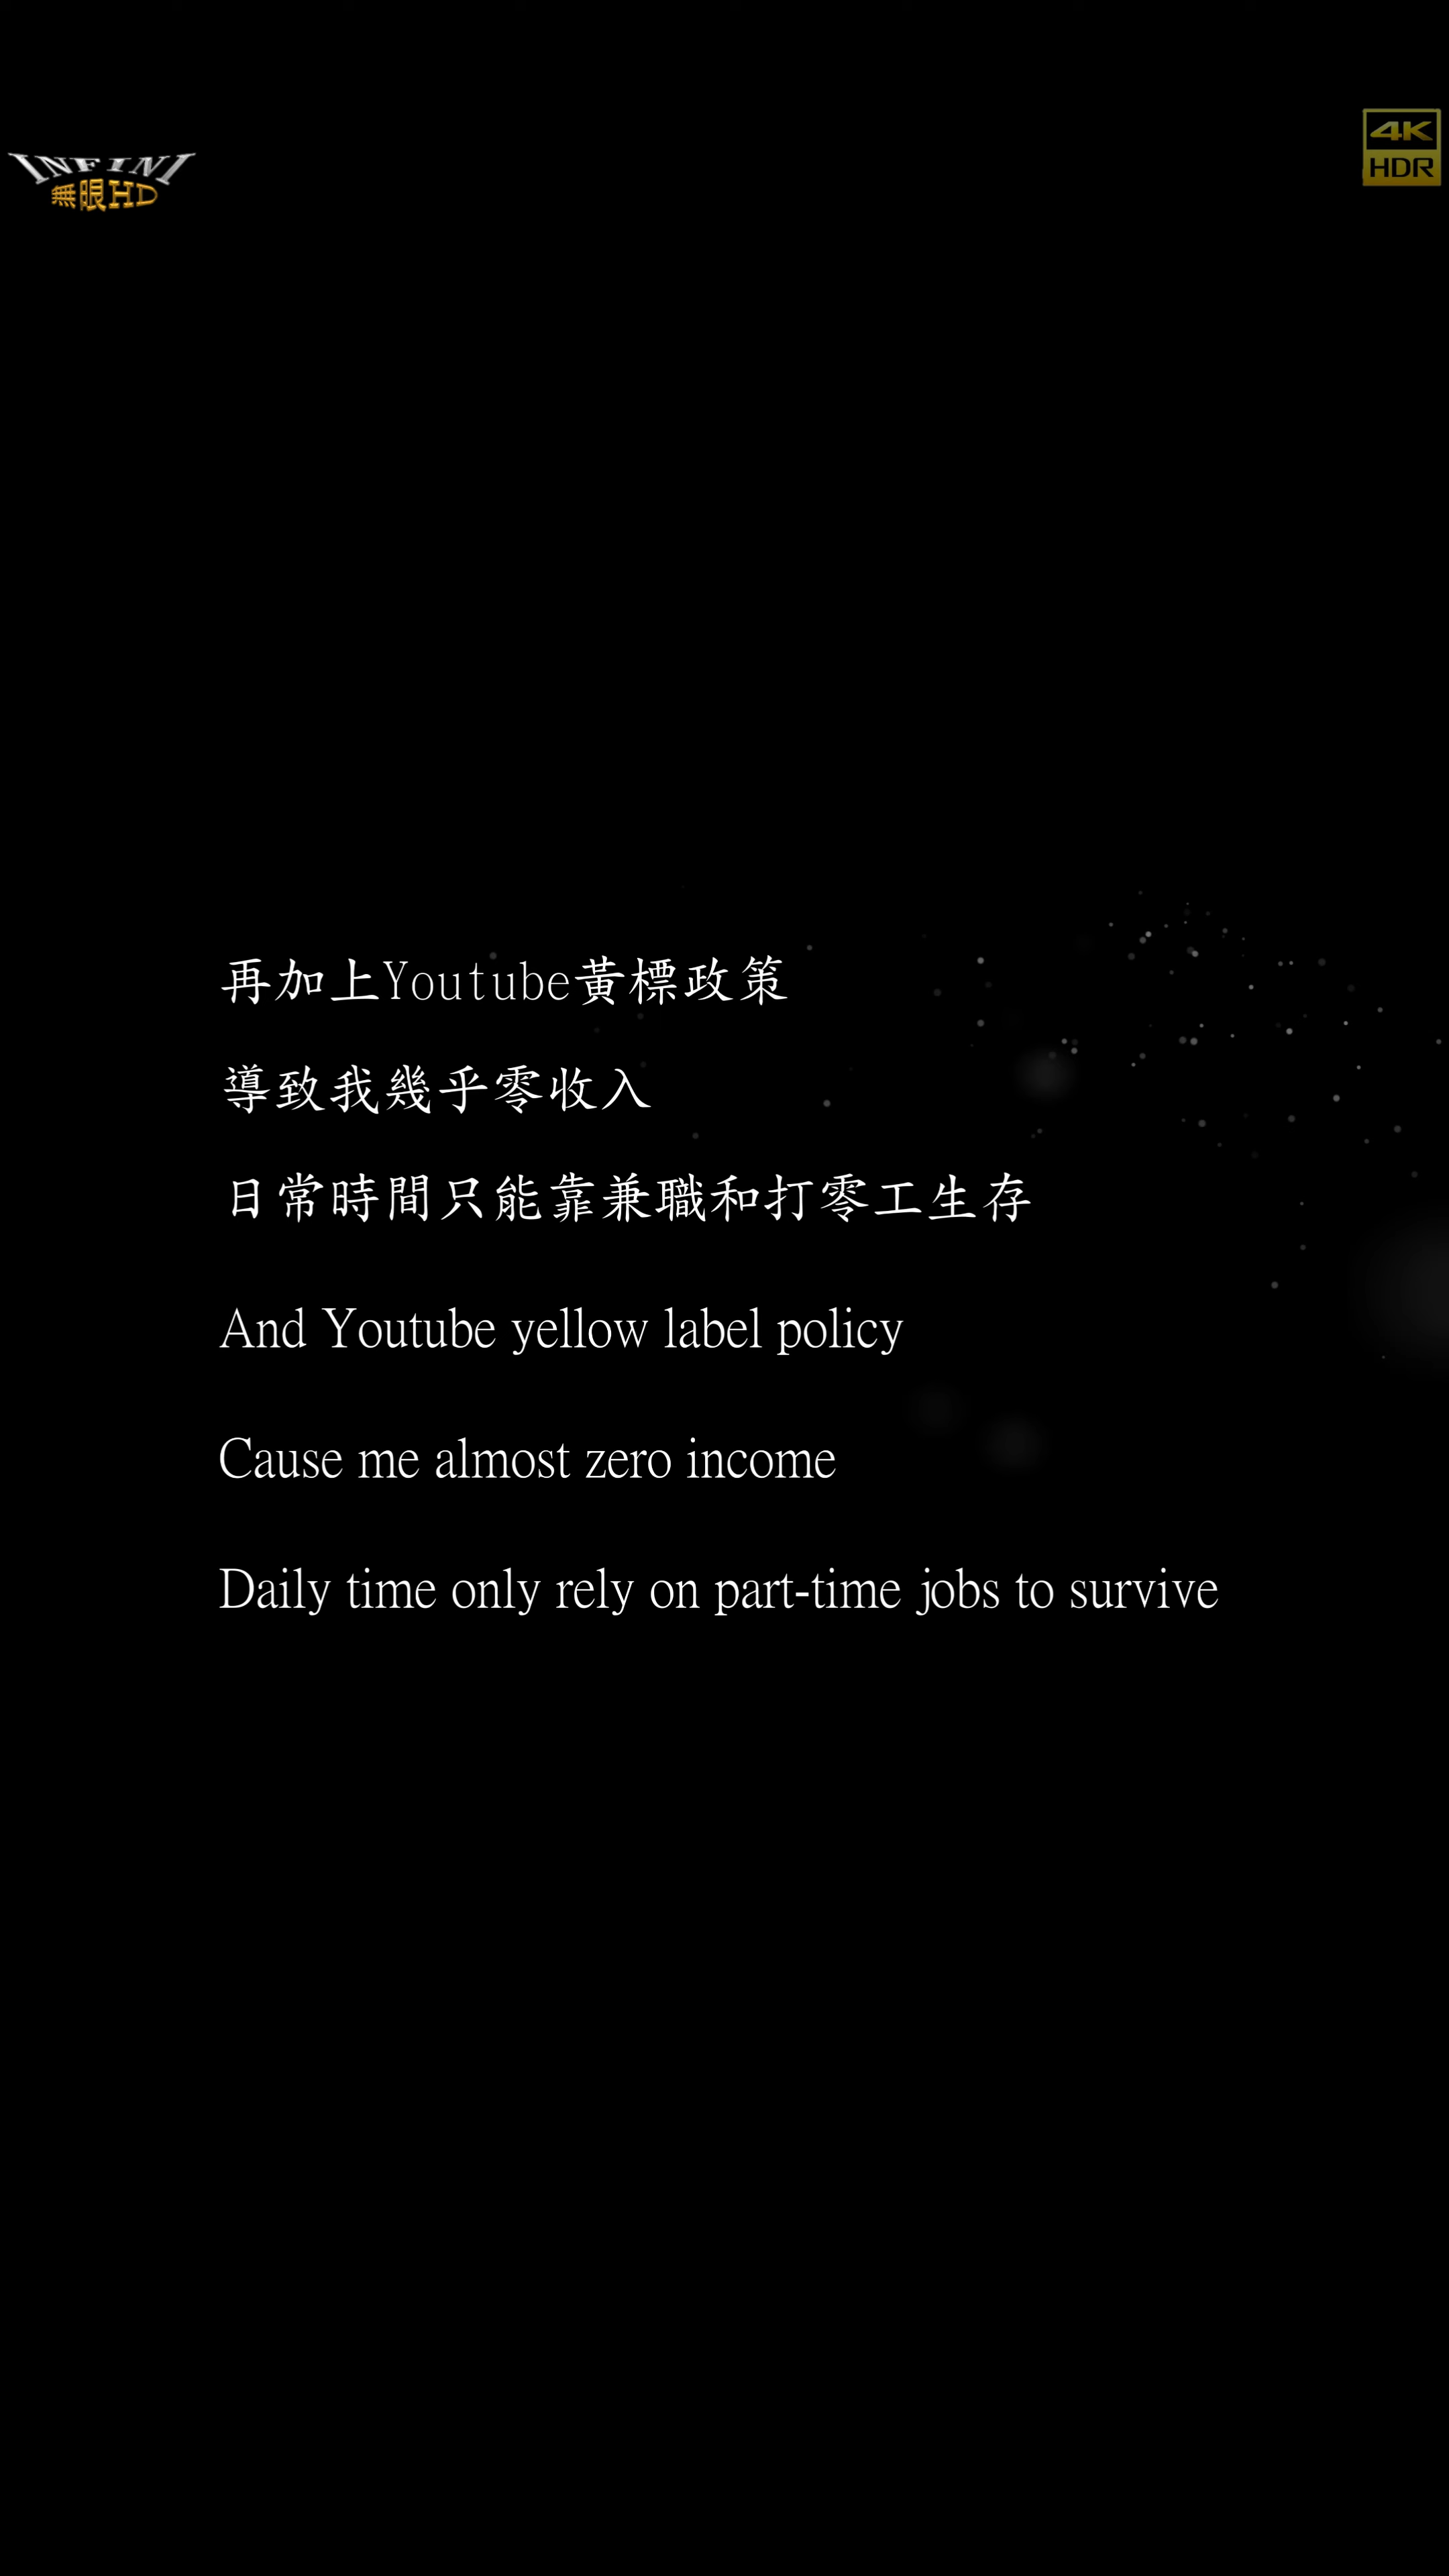 INFINI
無限HD
4K
HDR
再加上Youtube黃標政策
導致我幾乎零收入
日常時間只能靠兼職和打零工生存
And Youtube yellow label policy
Cause me almost zero income
Daily time only rely on part-time jobs to survive